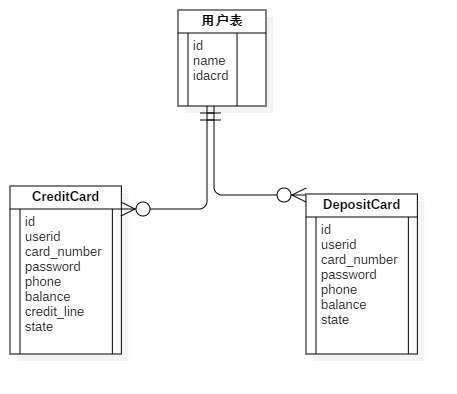 用户表
id
name
idacrd
CreditCard
id
userid
card_number
password
phone
balance
credit_line
state
DepositCard
id
userid
card_number
password
phone
balance
state